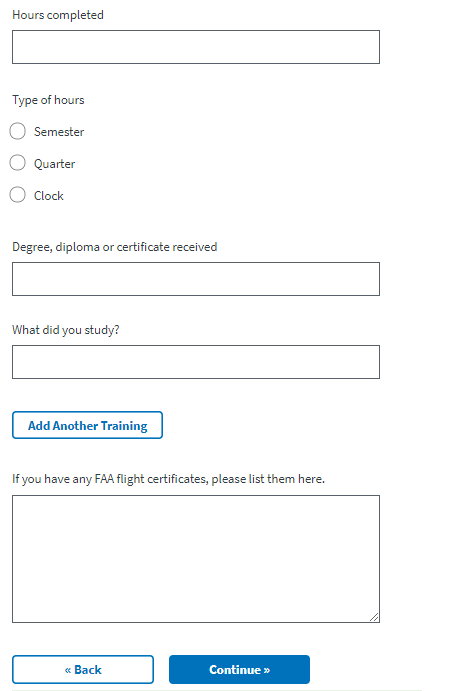 Hours completed
Type of hours
Semester
Quarter
Clock
Degree, diploma or certificate received
What did you study?
Add Another Training
If you have any FAA flight certificates, please list them here.
« Back
Continue »